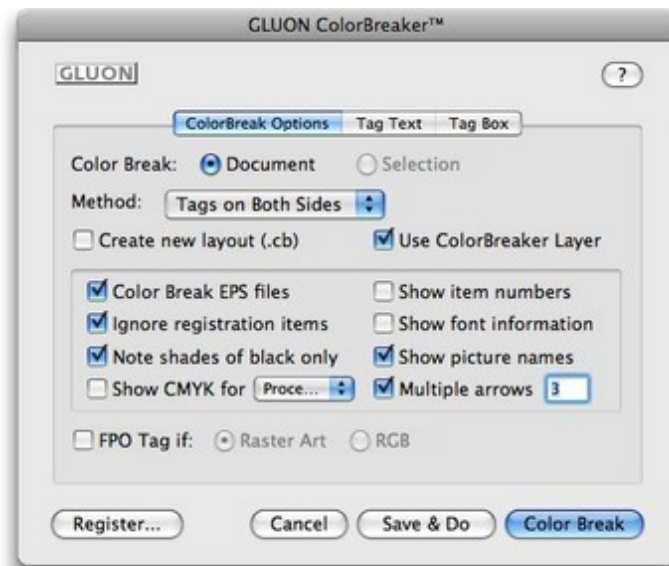 GLUON ColorBreaker™
GLUON
?
ColorBreak Options Tag Text Tag Box
Color Break: Document Selection
Method: Tags on Both Sides
Create new layout (.cb) Use ColorBreaker Layer
Color Break EPS files Show item numbers
Ignore registration items Show font information
Note shades of black only Show picture names
Show CMYK for Proce... Multiple arrows 3
FPO Tag if: Raster Art RGB
Register... Cancel Save & Do Color Break